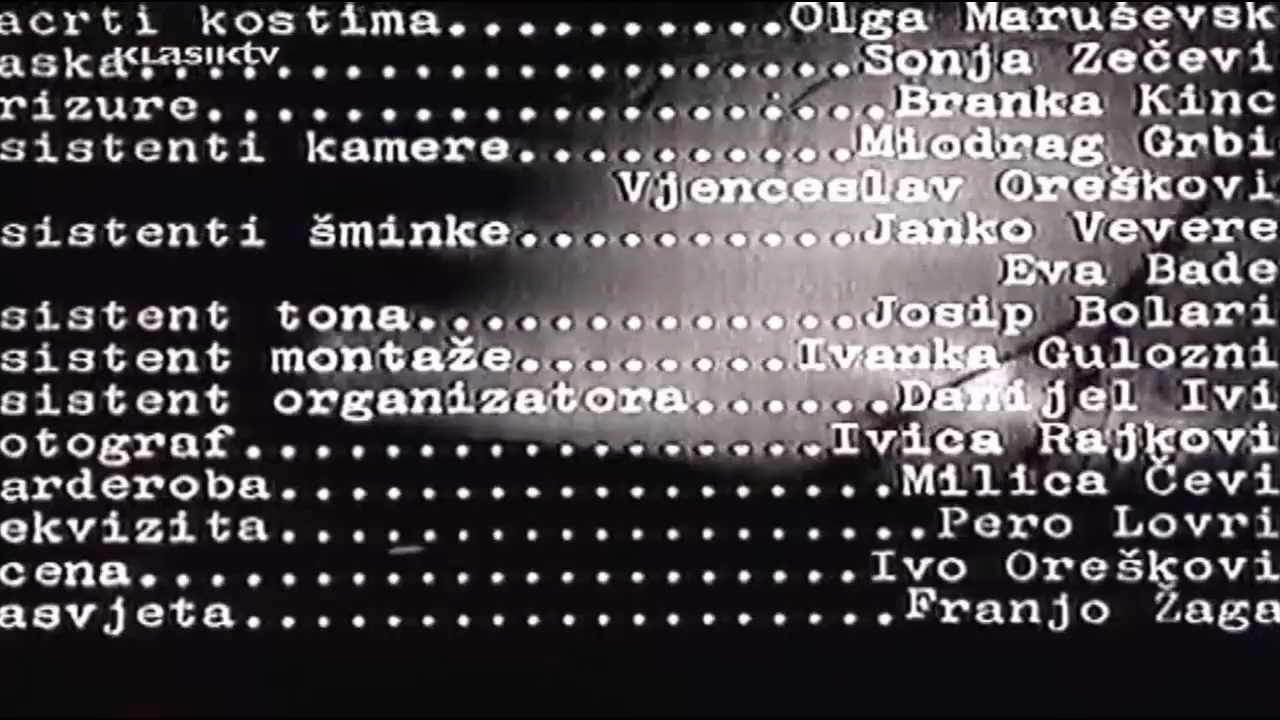 acrti kostima....................Olga Maruševsk
KLASIKTV
aska.....................Sonja Zečevi
rizure...................Branka Kinc
sistenti kamere..........Miodrag Grbi
Vjenceslav Oreškovi
sistenti šminke..........Janko Vevere
Eva Bade
sistent tona.............Josip Bolari
sistent montaže........Ivanka Gulozni
sistent organizatora......Danijel Ivi
otograf.................Ivica Rajkovi
arderoba..................Milica Čevi
ekvizita...................Pero Lovri
cena.....................Ivo Oreškovi
asvjeta...................Franjo Žaga